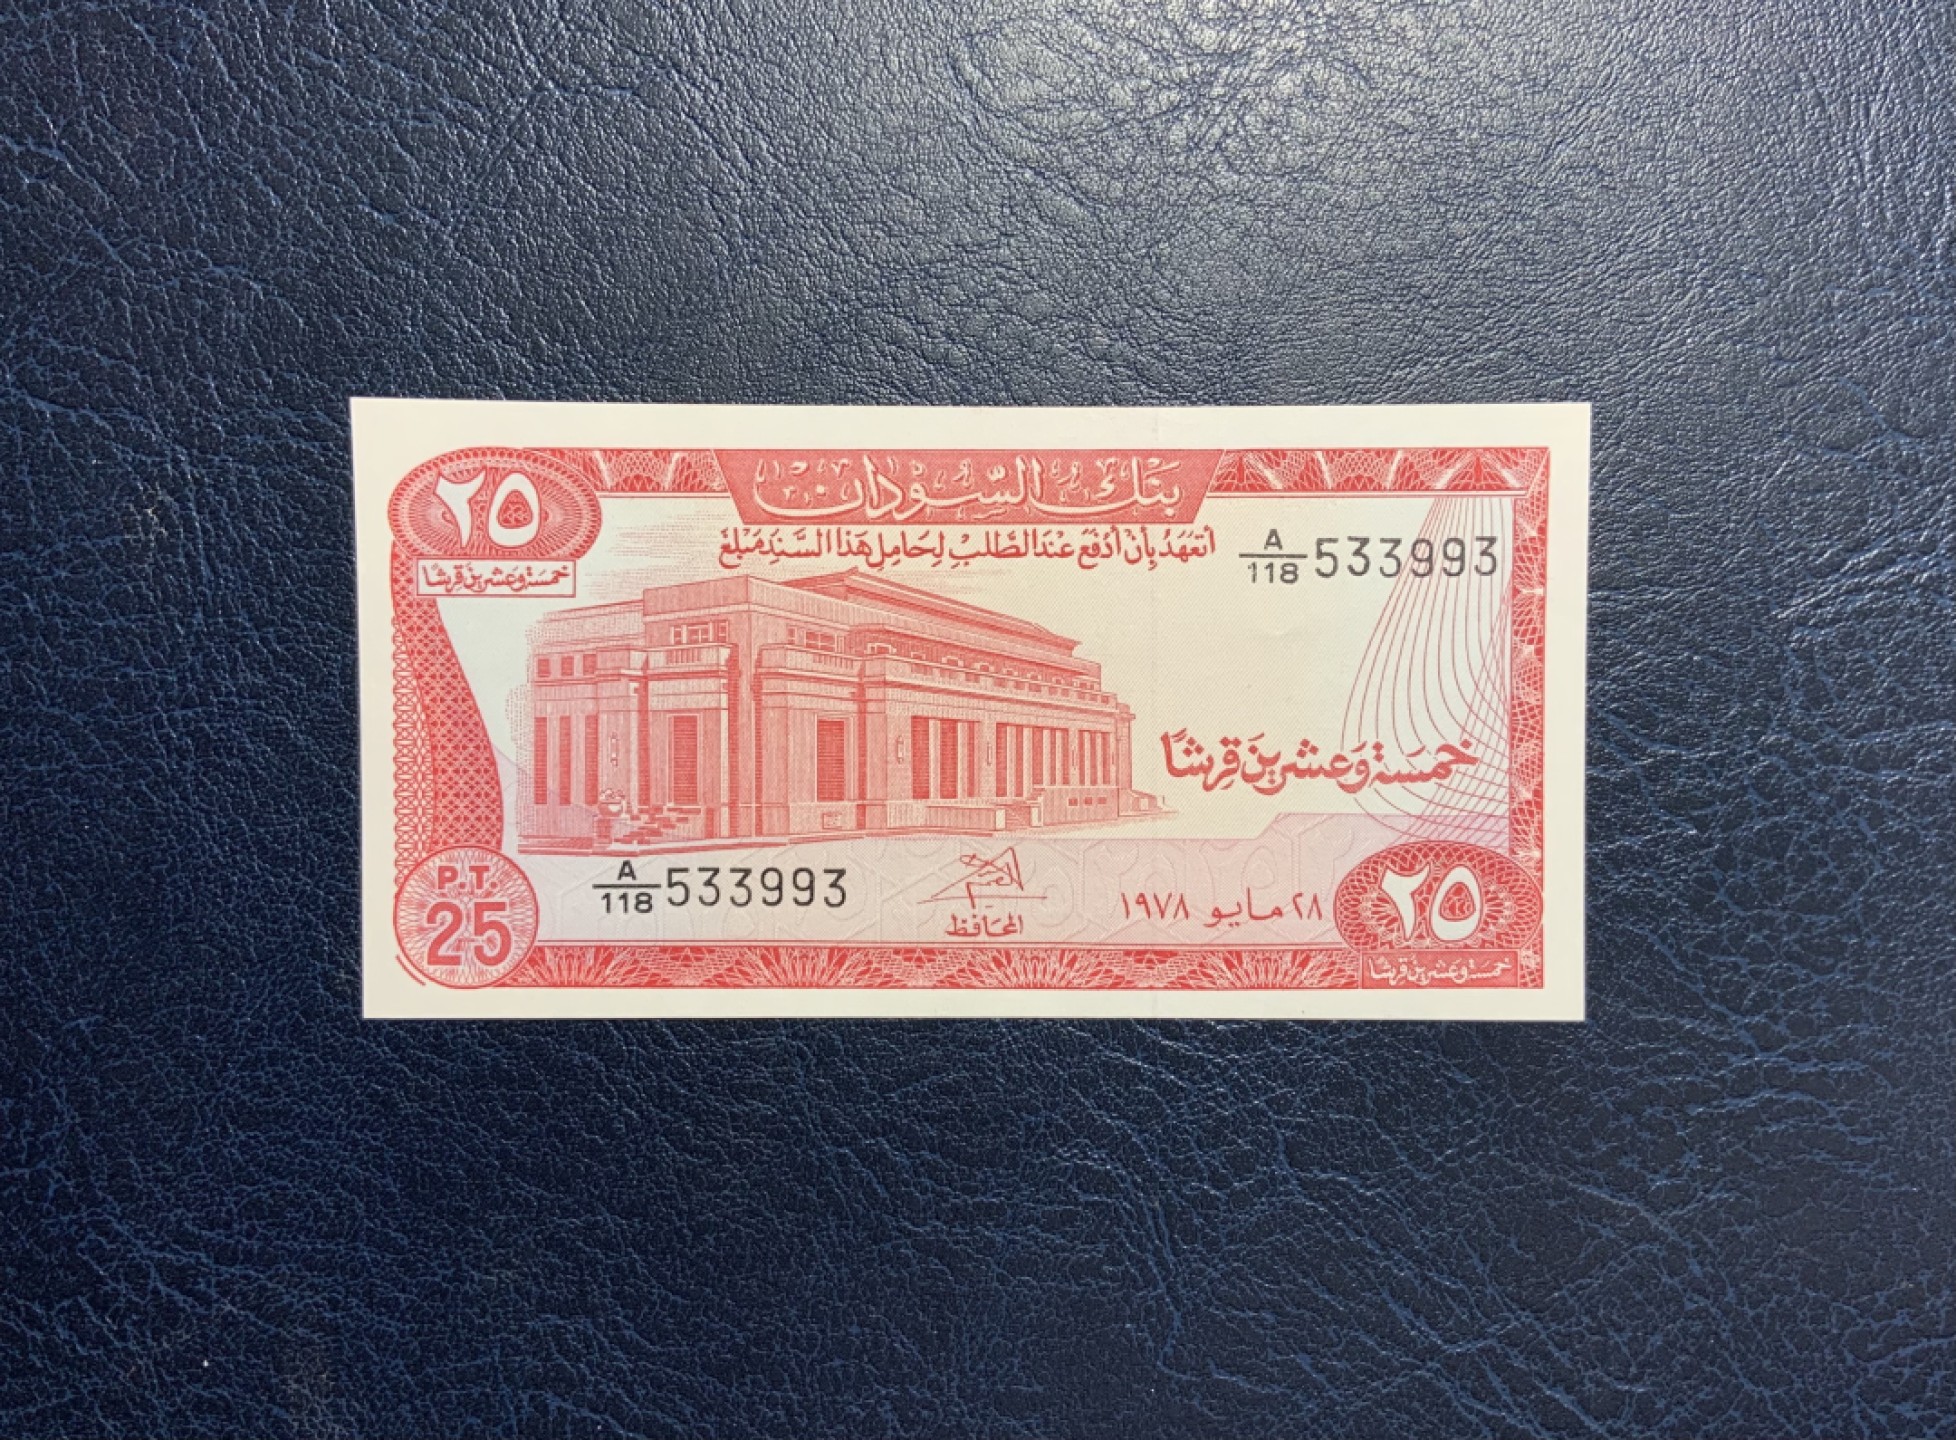 بنك السودان
٢٥
خمسة وعشرين قرشا
أتعهد بأن أدفع عند الطلب لحامل هذا السند مبلغ
A/118 533993
خمسة وعشرين قرشا
A/118 533993
المحافظ
٢٨ مايو ١٩٧٨
P.T.
25
٢٥
خمسة وعشرين قرشا